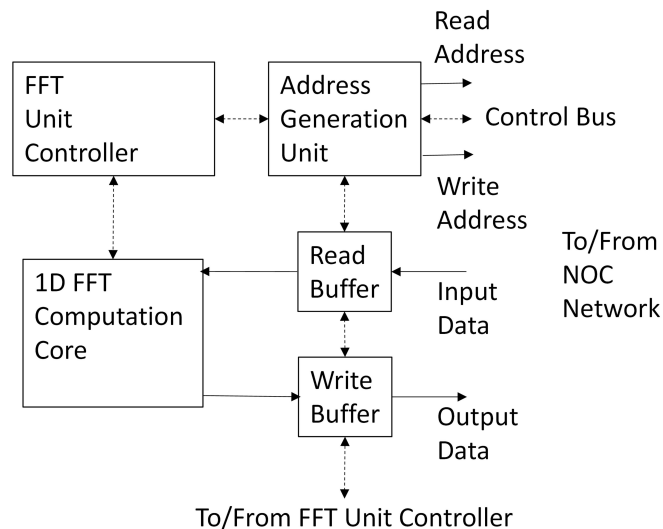 Read
Address
FFT
Unit
Controller
Address
Generation
Unit
Control Bus
Write
Address
To/From
NOC
Network
1D FFT
Computation
Core
Read
Buffer
Input
Data
Write
Buffer
Output
Data
To/From FFT Unit Controller